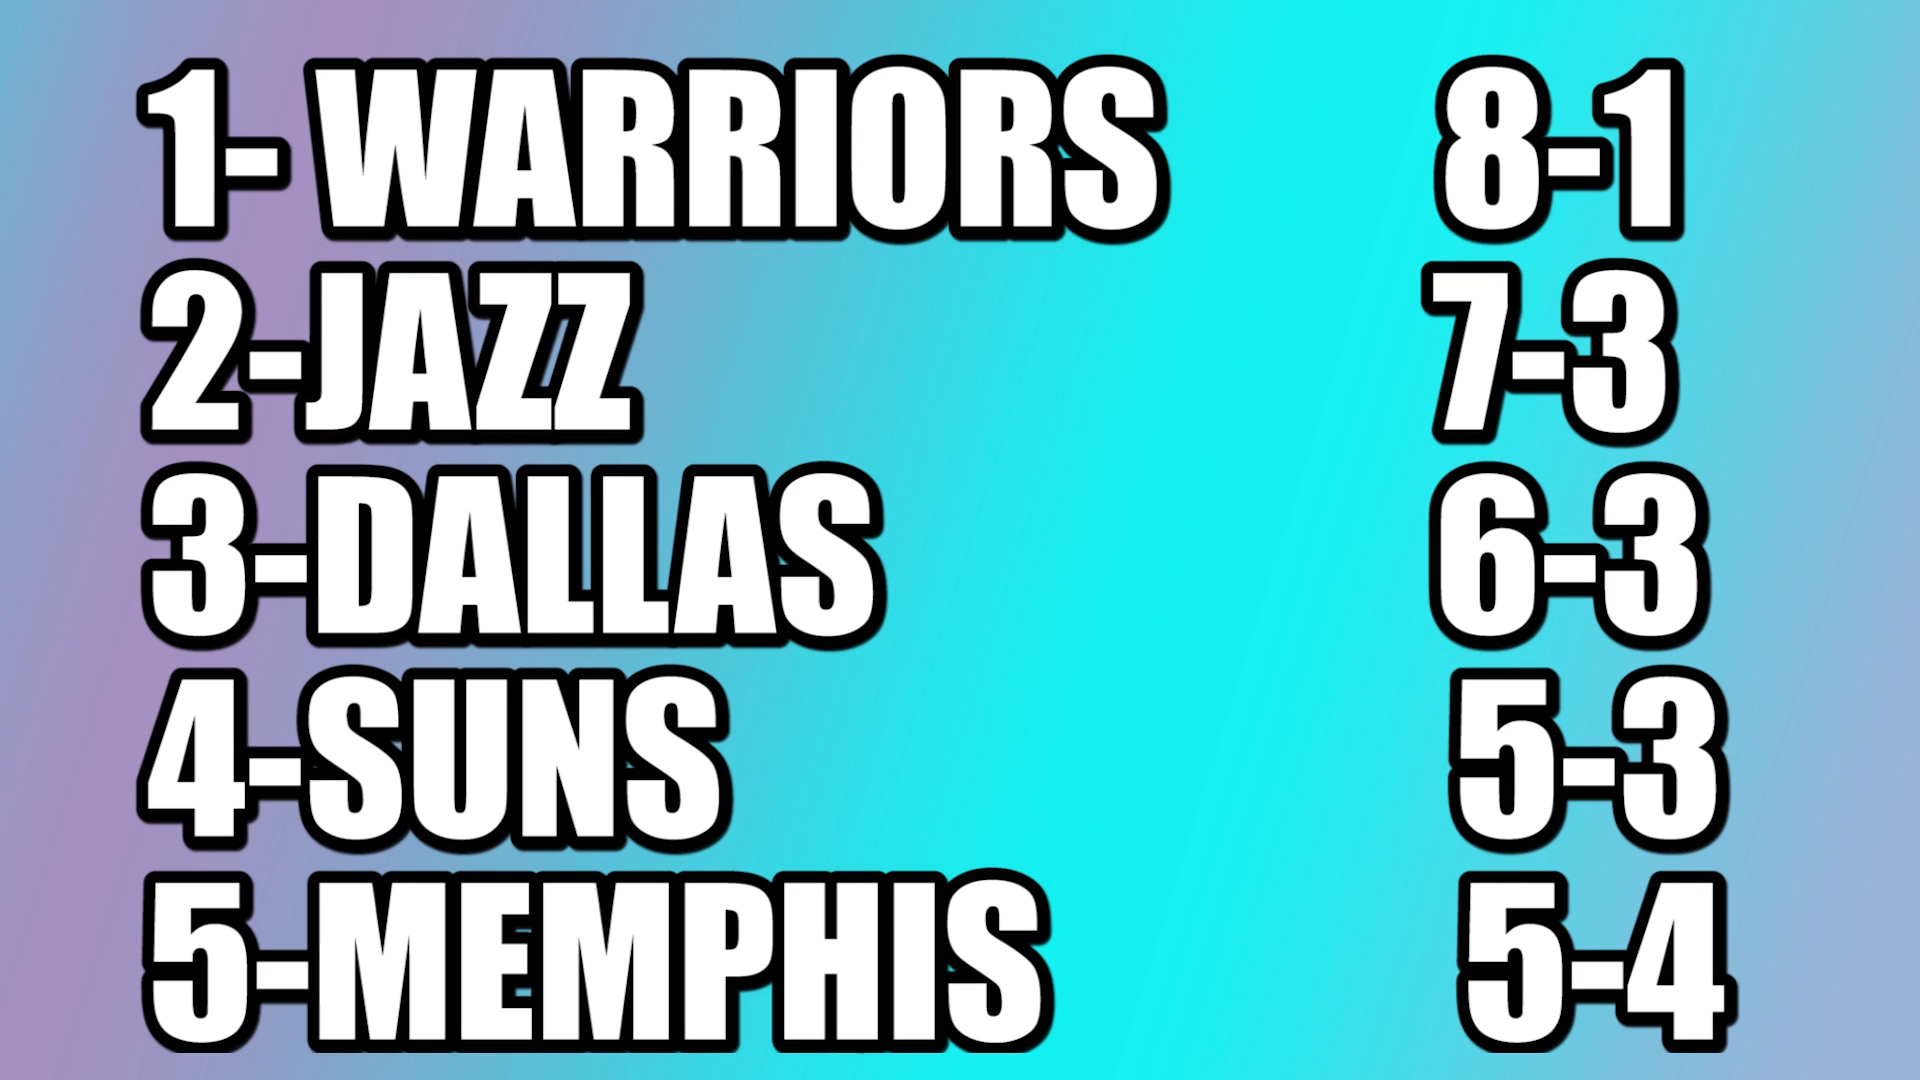 1- WARRIORS 8-1
2-JAZZ 7-3
3-DALLAS 6-3
4-SUNS 5-3
5-MEMPHIS 5-4